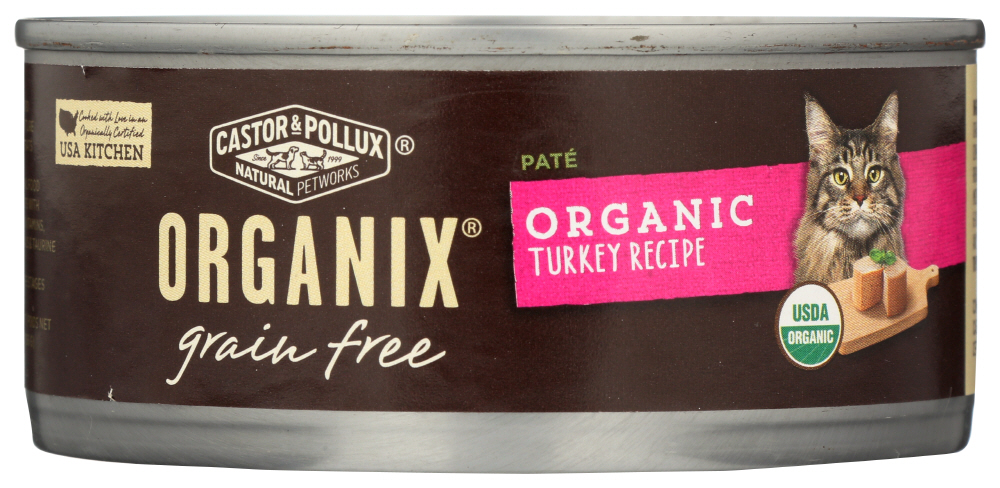 Cooked with Love in an
Organically Certified
USA KITCHEN
CASTOR & POLLUX®
Since 1999
NATURAL PETWORKS
ORGANIX®
grain free
PATÉ
ORGANIC
TURKEY RECIPE
USDA
ORGANIC